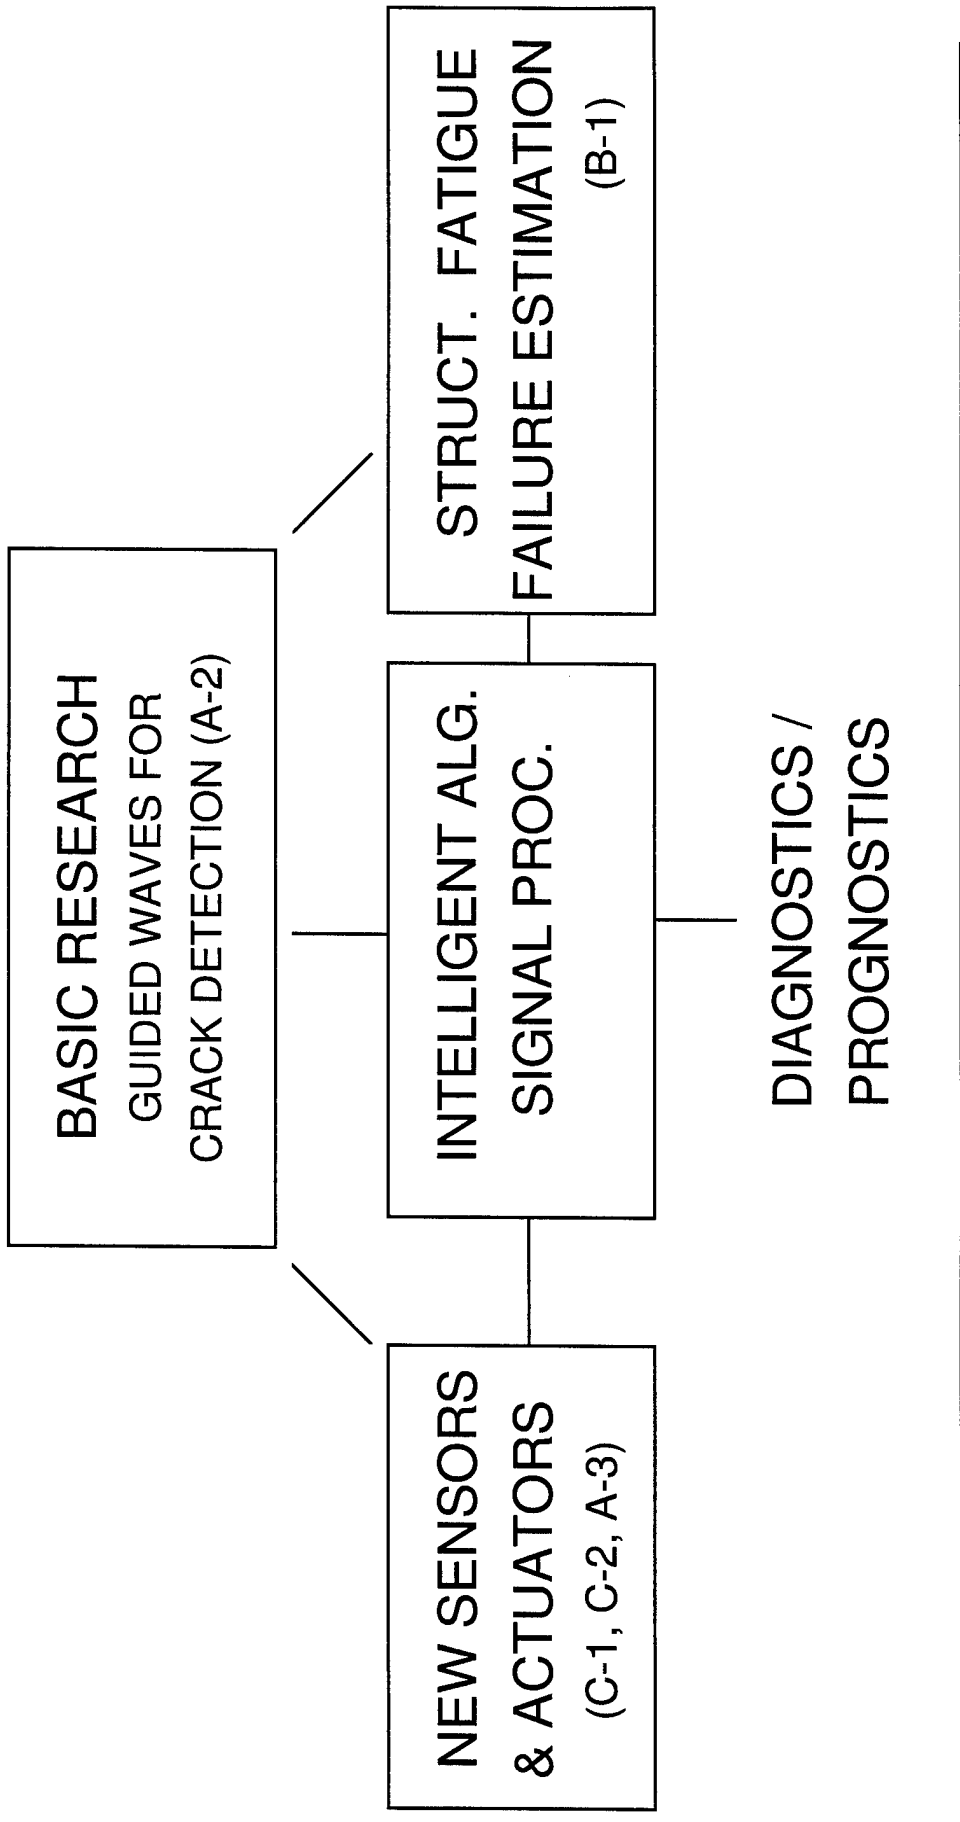 BASIC RESEARCH
GUIDED WAVES FOR
CRACK DETECTION (A-2)
NEW SENSORS
& ACTUATORS
(C-1, C-2, A-3)
INTELLIGENT ALG.
SIGNAL PROC.
STRUCT. FATIGUE
FAILURE ESTIMATION
(B-1)
DIAGNOSTICS /
PROGNOSTICS